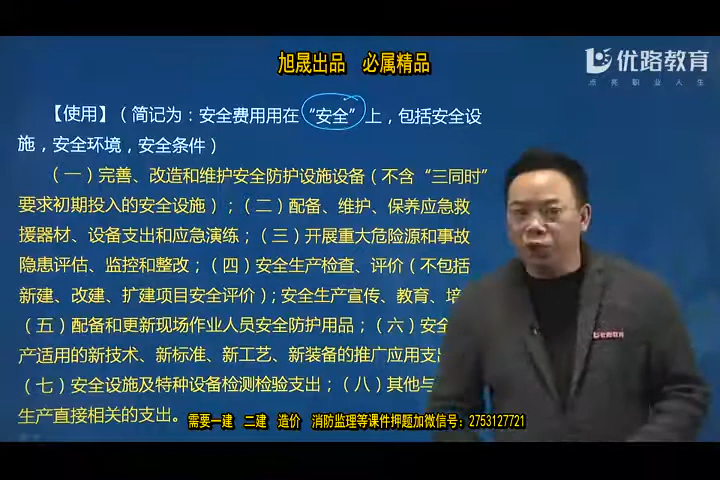 旭晟出品 必属精品
优路教育
点亮职业人生
【使用】（简记为：安全费用用在“安全”上，包括安全设
施，安全环境，安全条件）
（一）完善、改造和维护安全防护设施设备（不含“三同时”
要求初期投入的安全设施）；（二）配备、维护、保养应急救
援器材、设备支出和应急演练；（三）开展重大危险源和事故
隐患评估、监控和整改；（四）安全生产检查、评价（不包括
新建、改建、扩建项目安全评价）；安全生产宣传、教育、培
（五）配备和更新现场作业人员安全防护用品；（六）安全
产适用的新技术、新标准、新工艺、新装备的推广应用支出
（七）安全设施及特种设备检测检验支出；（八）其他与
生产直接相关的支出。
优路教育
需要一建 二建 造价 消防监理等课件押题加微信号：2753127721